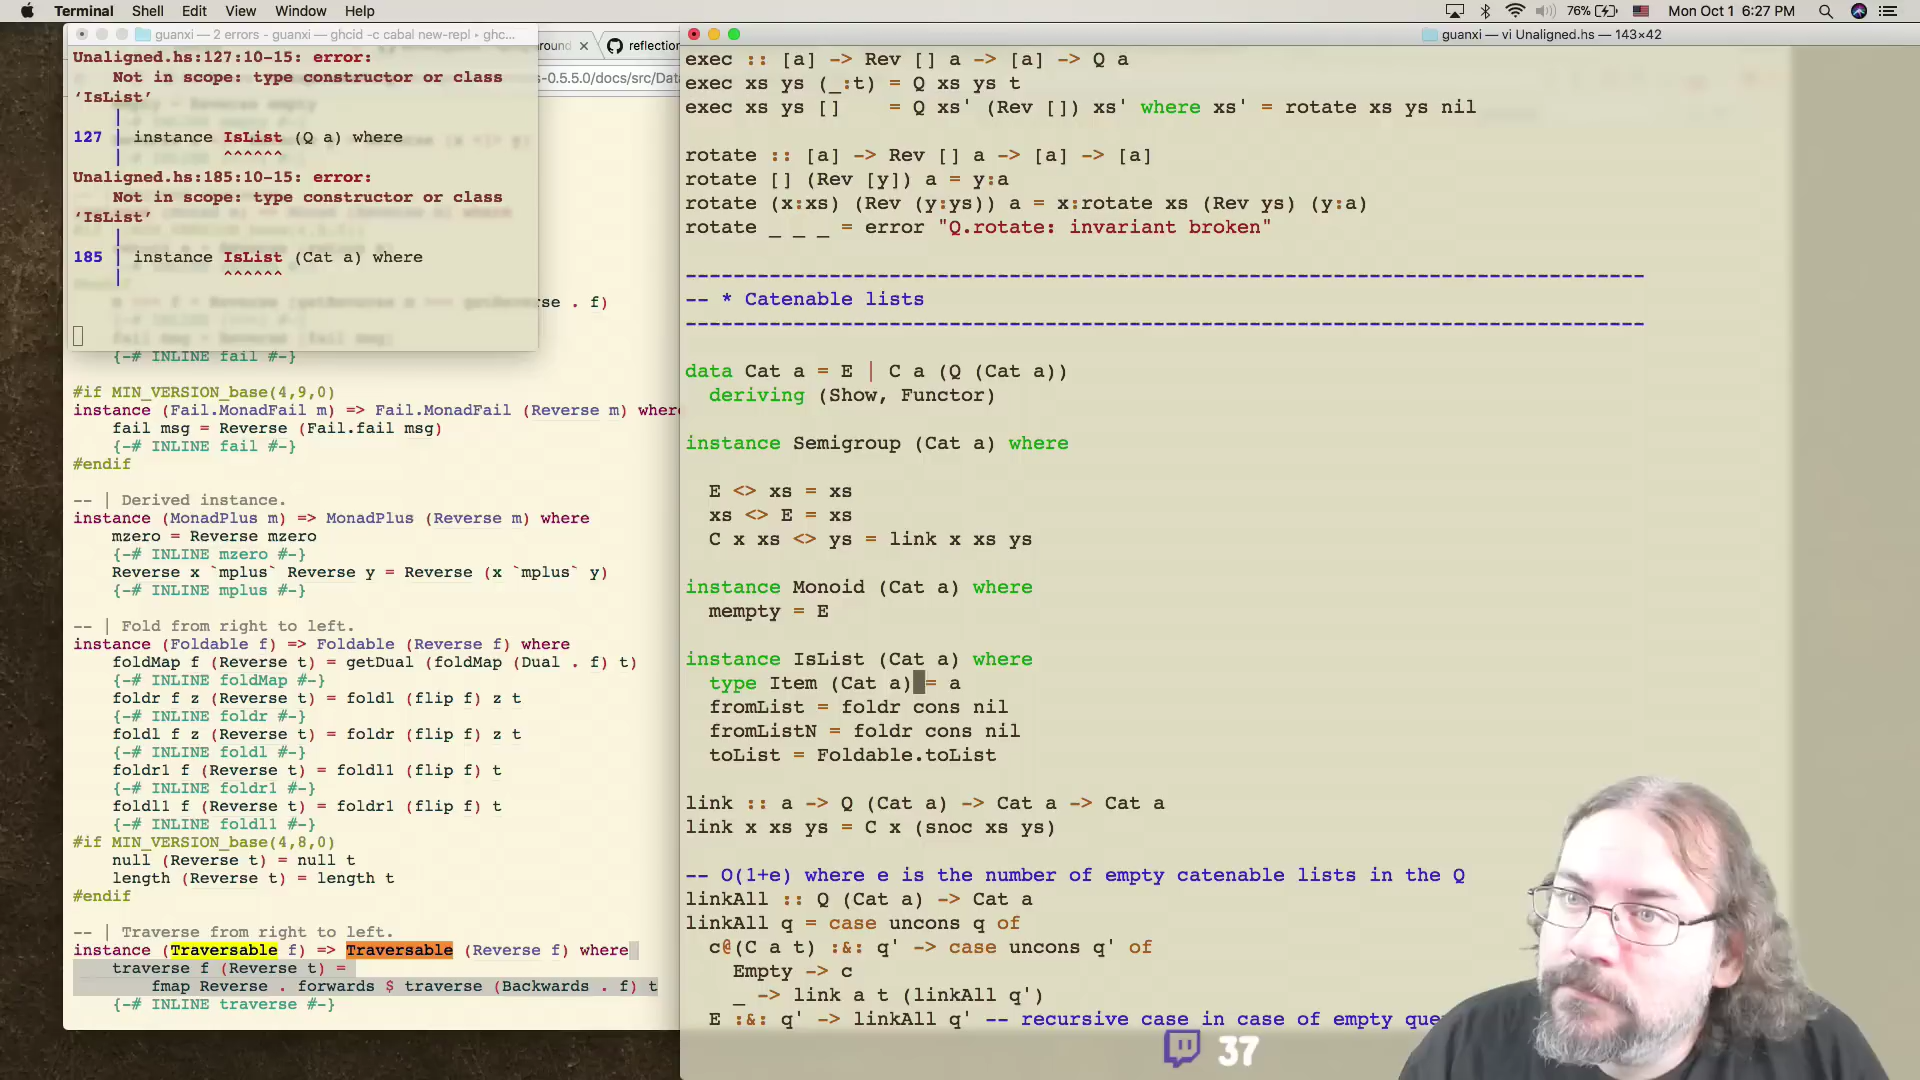 Terminal Shell Edit View Window Help
76% Mon Oct 1 6:27 PM
guanxi — 2 errors - guanxi — ghcid -c cabal new-repl ▸ ghc...
Unaligned.hs:127:10-15: error:
Not in scope: type constructor or class
‘IsList’
|
127 | instance IsList (Q a) where
| ^^^^^^
Unaligned.hs:185:10-15: error:
Not in scope: type constructor or class
‘IsList’
|
185 | instance IsList (Cat a) where
| ^^^^^^
reflection
-0.5.5.0/docs/src/Dat
{-# INLINE fail #-}
#if MIN_VERSION_base(4,9,0)
instance (Fail.MonadFail m) => Fail.MonadFail (Reverse m) where
fail msg = Reverse (Fail.fail msg)
{-# INLINE fail #-}
#endif
-- | Derived instance.
instance (MonadPlus m) => MonadPlus (Reverse m) where
mzero = Reverse mzero
{-# INLINE mzero #-}
Reverse x `mplus` Reverse y = Reverse (x `mplus` y)
{-# INLINE mplus #-}
-- | Fold from right to left.
instance (Foldable f) => Foldable (Reverse f) where
foldMap f (Reverse t) = getDual (foldMap (Dual . f) t)
{-# INLINE foldMap #-}
foldr f z (Reverse t) = foldl (flip f) z t
{-# INLINE foldr #-}
foldl f z (Reverse t) = foldr (flip f) z t
{-# INLINE foldl #-}
foldr1 f (Reverse t) = foldl1 (flip f) t
{-# INLINE foldr1 #-}
foldl1 f (Reverse t) = foldr1 (flip f) t
{-# INLINE foldl1 #-}
#if MIN_VERSION_base(4,8,0)
null (Reverse t) = null t
length (Reverse t) = length t
#endif
-- | Traverse from right to left.
instance (Traversable f) => Traversable (Reverse f) where
traverse f (Reverse t) =
fmap Reverse . forwards $ traverse (Backwards . f) t
{-# INLINE traverse #-}
guanxi — vi Unaligned.hs — 143×42
exec :: [a] -> Rev [] a -> [a] -> Q a
exec xs ys (_:t) = Q xs ys t
exec xs ys [] = Q xs' (Rev []) xs' where xs' = rotate xs ys nil
rotate :: [a] -> Rev [] a -> [a] -> [a]
rotate [] (Rev [y]) a = y:a
rotate (x:xs) (Rev (y:ys)) a = x:rotate xs (Rev ys) (y:a)
rotate _ _ _ = error "Q.rotate: invariant broken"
--------------------------------------------------------------------------------
-- * Catenable lists
--------------------------------------------------------------------------------
data Cat a = E | C a (Q (Cat a))
deriving (Show, Functor)
instance Semigroup (Cat a) where
E <> xs = xs
xs <> E = xs
C x xs <> ys = link x xs ys
instance Monoid (Cat a) where
mempty = E
instance IsList (Cat a) where
type Item (Cat a) = a
fromList = foldr cons nil
fromListN = foldr cons nil
toList = Foldable.toList
link :: a -> Q (Cat a) -> Cat a -> Cat a
link x xs ys = C x (snoc xs ys)
-- O(1+e) where e is the number of empty catenable lists in the Q
linkAll :: Q (Cat a) -> Cat a
linkAll q = case uncons q of
c@(C a t) :&: q' -> case uncons q' of
Empty -> c
_ -> link a t (linkAll q')
E :&: q' -> linkAll q' -- recursive case in case of empty que
37